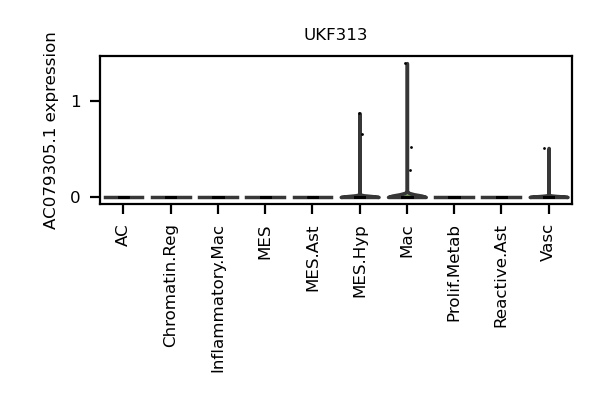 UKF313
AC079305.1 expression
1
0
AC
Chromatin.Reg
Inflammatory.Mac
MES
MES.Ast
MES.Hyp
Mac
Prolif.Metab
Reactive.Ast
Vasc